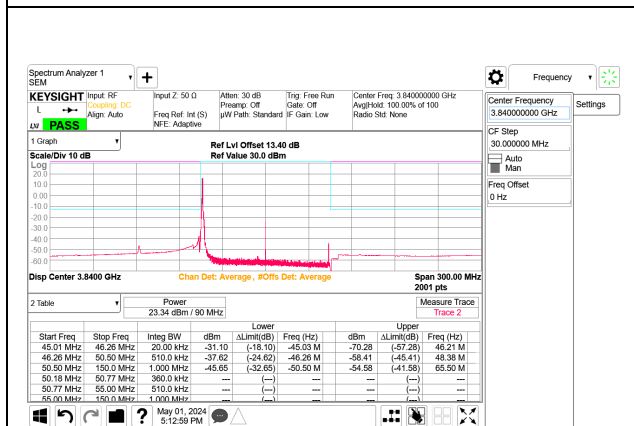 Spectrum Analyzer 1
SEM
Frequency
KEYSIGHT
Input: RF
Coupling: DC
Align: Auto
Input Z: 50 Ω
Freq Ref: Int (S)
NFE: Adaptive
Atten: 30 dB
Preamp: Off
µW Path: Standard
Trig: Free Run
Gate: Off
IF Gain: Low
Center Freq: 3.840000000 GHz
Avg|Hold: 100.00% of 100
Radio Std: None
L
LXI PASS
Center Frequency
3.840000000 GHz
Settings
CF Step
30.000000 MHz
Auto
Man
Freq Offset
0 Hz
1 Graph
Scale/Div 10 dB
Ref Lvl Offset 13.40 dB
Ref Value 30.0 dBm
Log
20.0
10.0
0.00
-10.0
-20.0
-30.0
-40.0
-50.0
-60.0
Disp Center 3.8400 GHz
Chan Det: Average, #Offs Det: Average
Span 300.00 MHz
2001 pts
2 Table
Power
23.34 dBm / 90 MHz
Measure Trace
Trace 2
Lower Upper
Start Freq Stop Freq Integ BW dBm ΔLimit(dB) Freq (Hz) dBm ΔLimit(dB) Freq (Hz)
45.01 MHz 46.26 MHz 20.00 kHz -31.10 (-18.10) -45.03 M -70.28 (-57.28) 46.21 M
46.26 MHz 50.50 MHz 510.0 kHz -37.62 (-24.62) -46.26 M -58.41 (-45.41) 48.38 M
50.50 MHz 150.0 MHz 1.000 MHz -45.65 (-32.65) -50.50 M -54.58 (-41.58) 65.50 M
50.18 MHz 50.77 MHz 360.0 kHz --- (---) --- --- (---) ---
50.77 MHz 55.00 MHz 510.0 kHz --- (---) --- --- (---) ---
55.00 MHz 150.0 MHz 1.000 MHz --- (---) --- --- (---) ---
May 01, 2024
5:12:59 PM